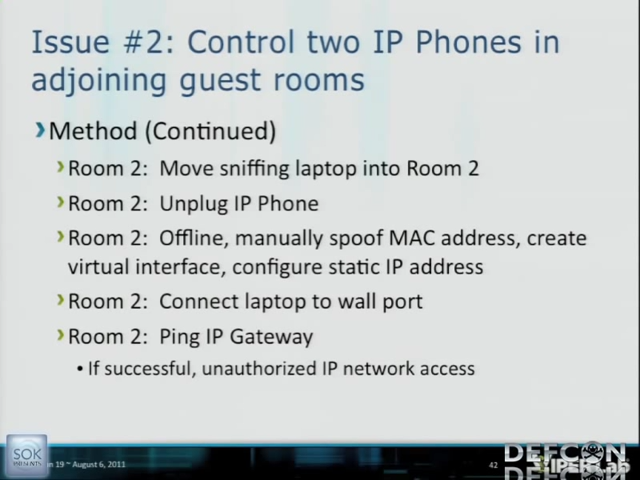 Issue #2: Control two IP Phones in
adjoining guest rooms
Method (Continued)
Room 2: Move sniffing laptop into Room 2
Room 2: Unplug IP Phone
Room 2: Offline, manually spoof MAC address, create
virtual interface, configure static IP address
Room 2: Connect laptop to wall port
Room 2: Ping IP Gateway
• If successful, unauthorized IP network access
SOK
PRESENTS
19 ~ August 6, 2011
42
DEFCON